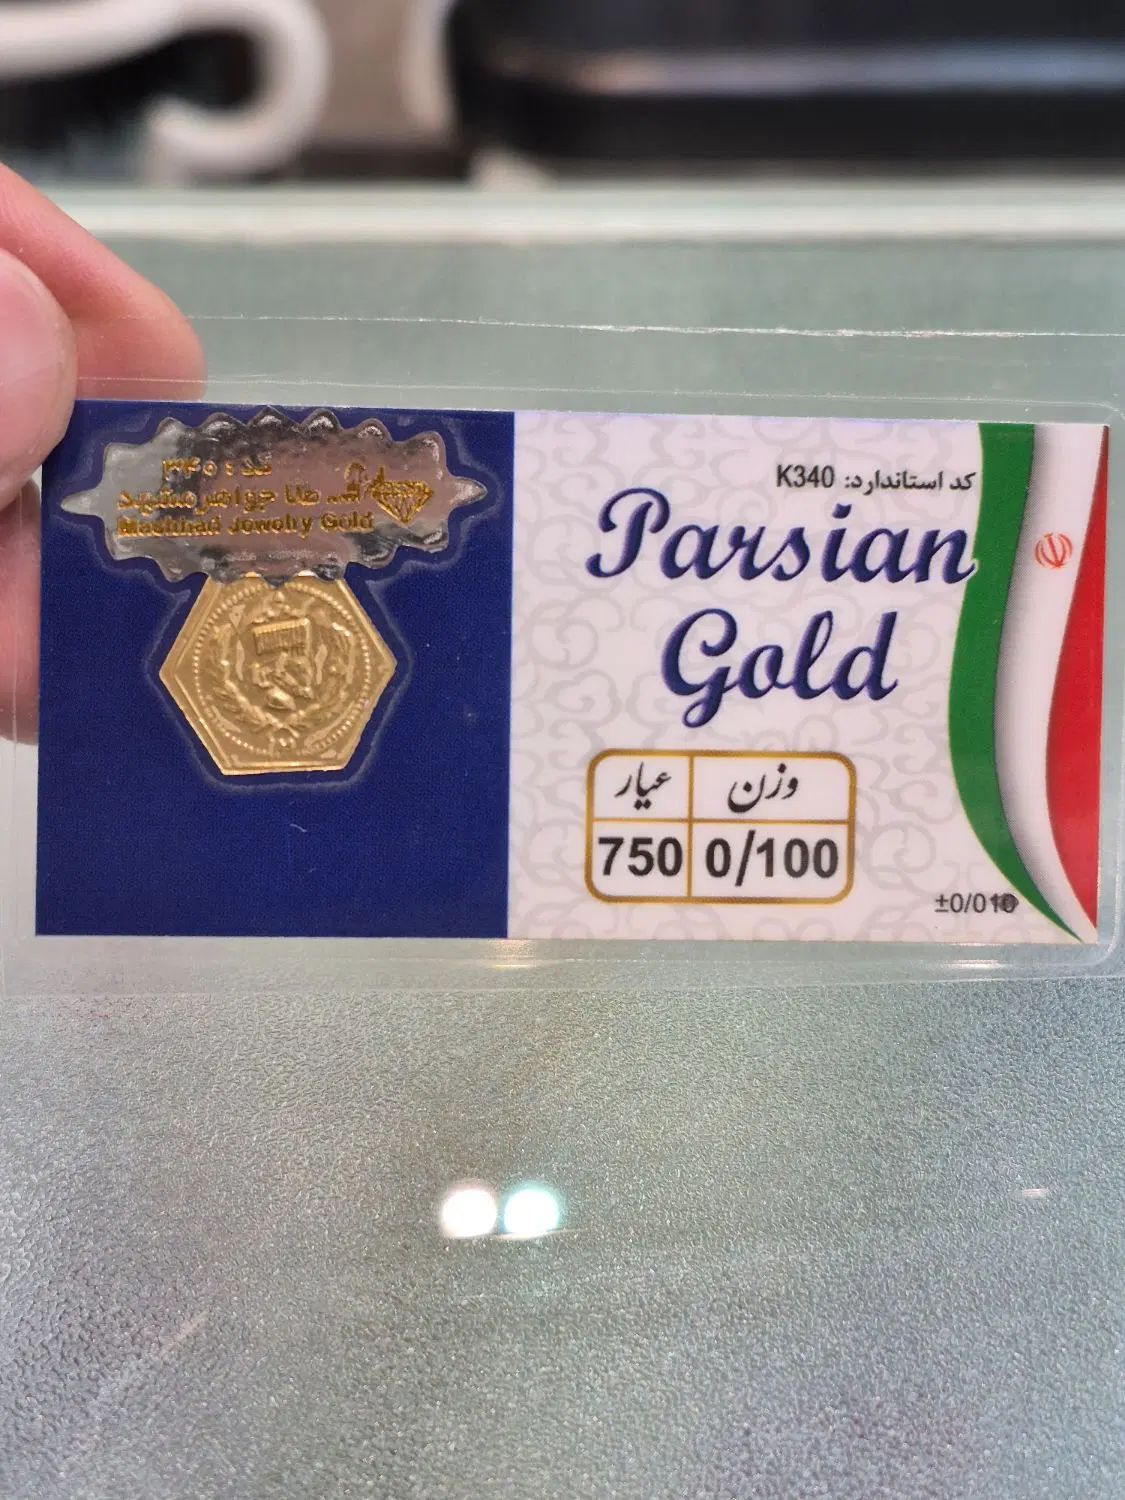 کد: ۳۴۰
طلا جواهر مشهد
Mashhad Jewelry Gold
کد استاندارد: K340
Parsian
Gold
وزن عیار
0/100 750
±0/010